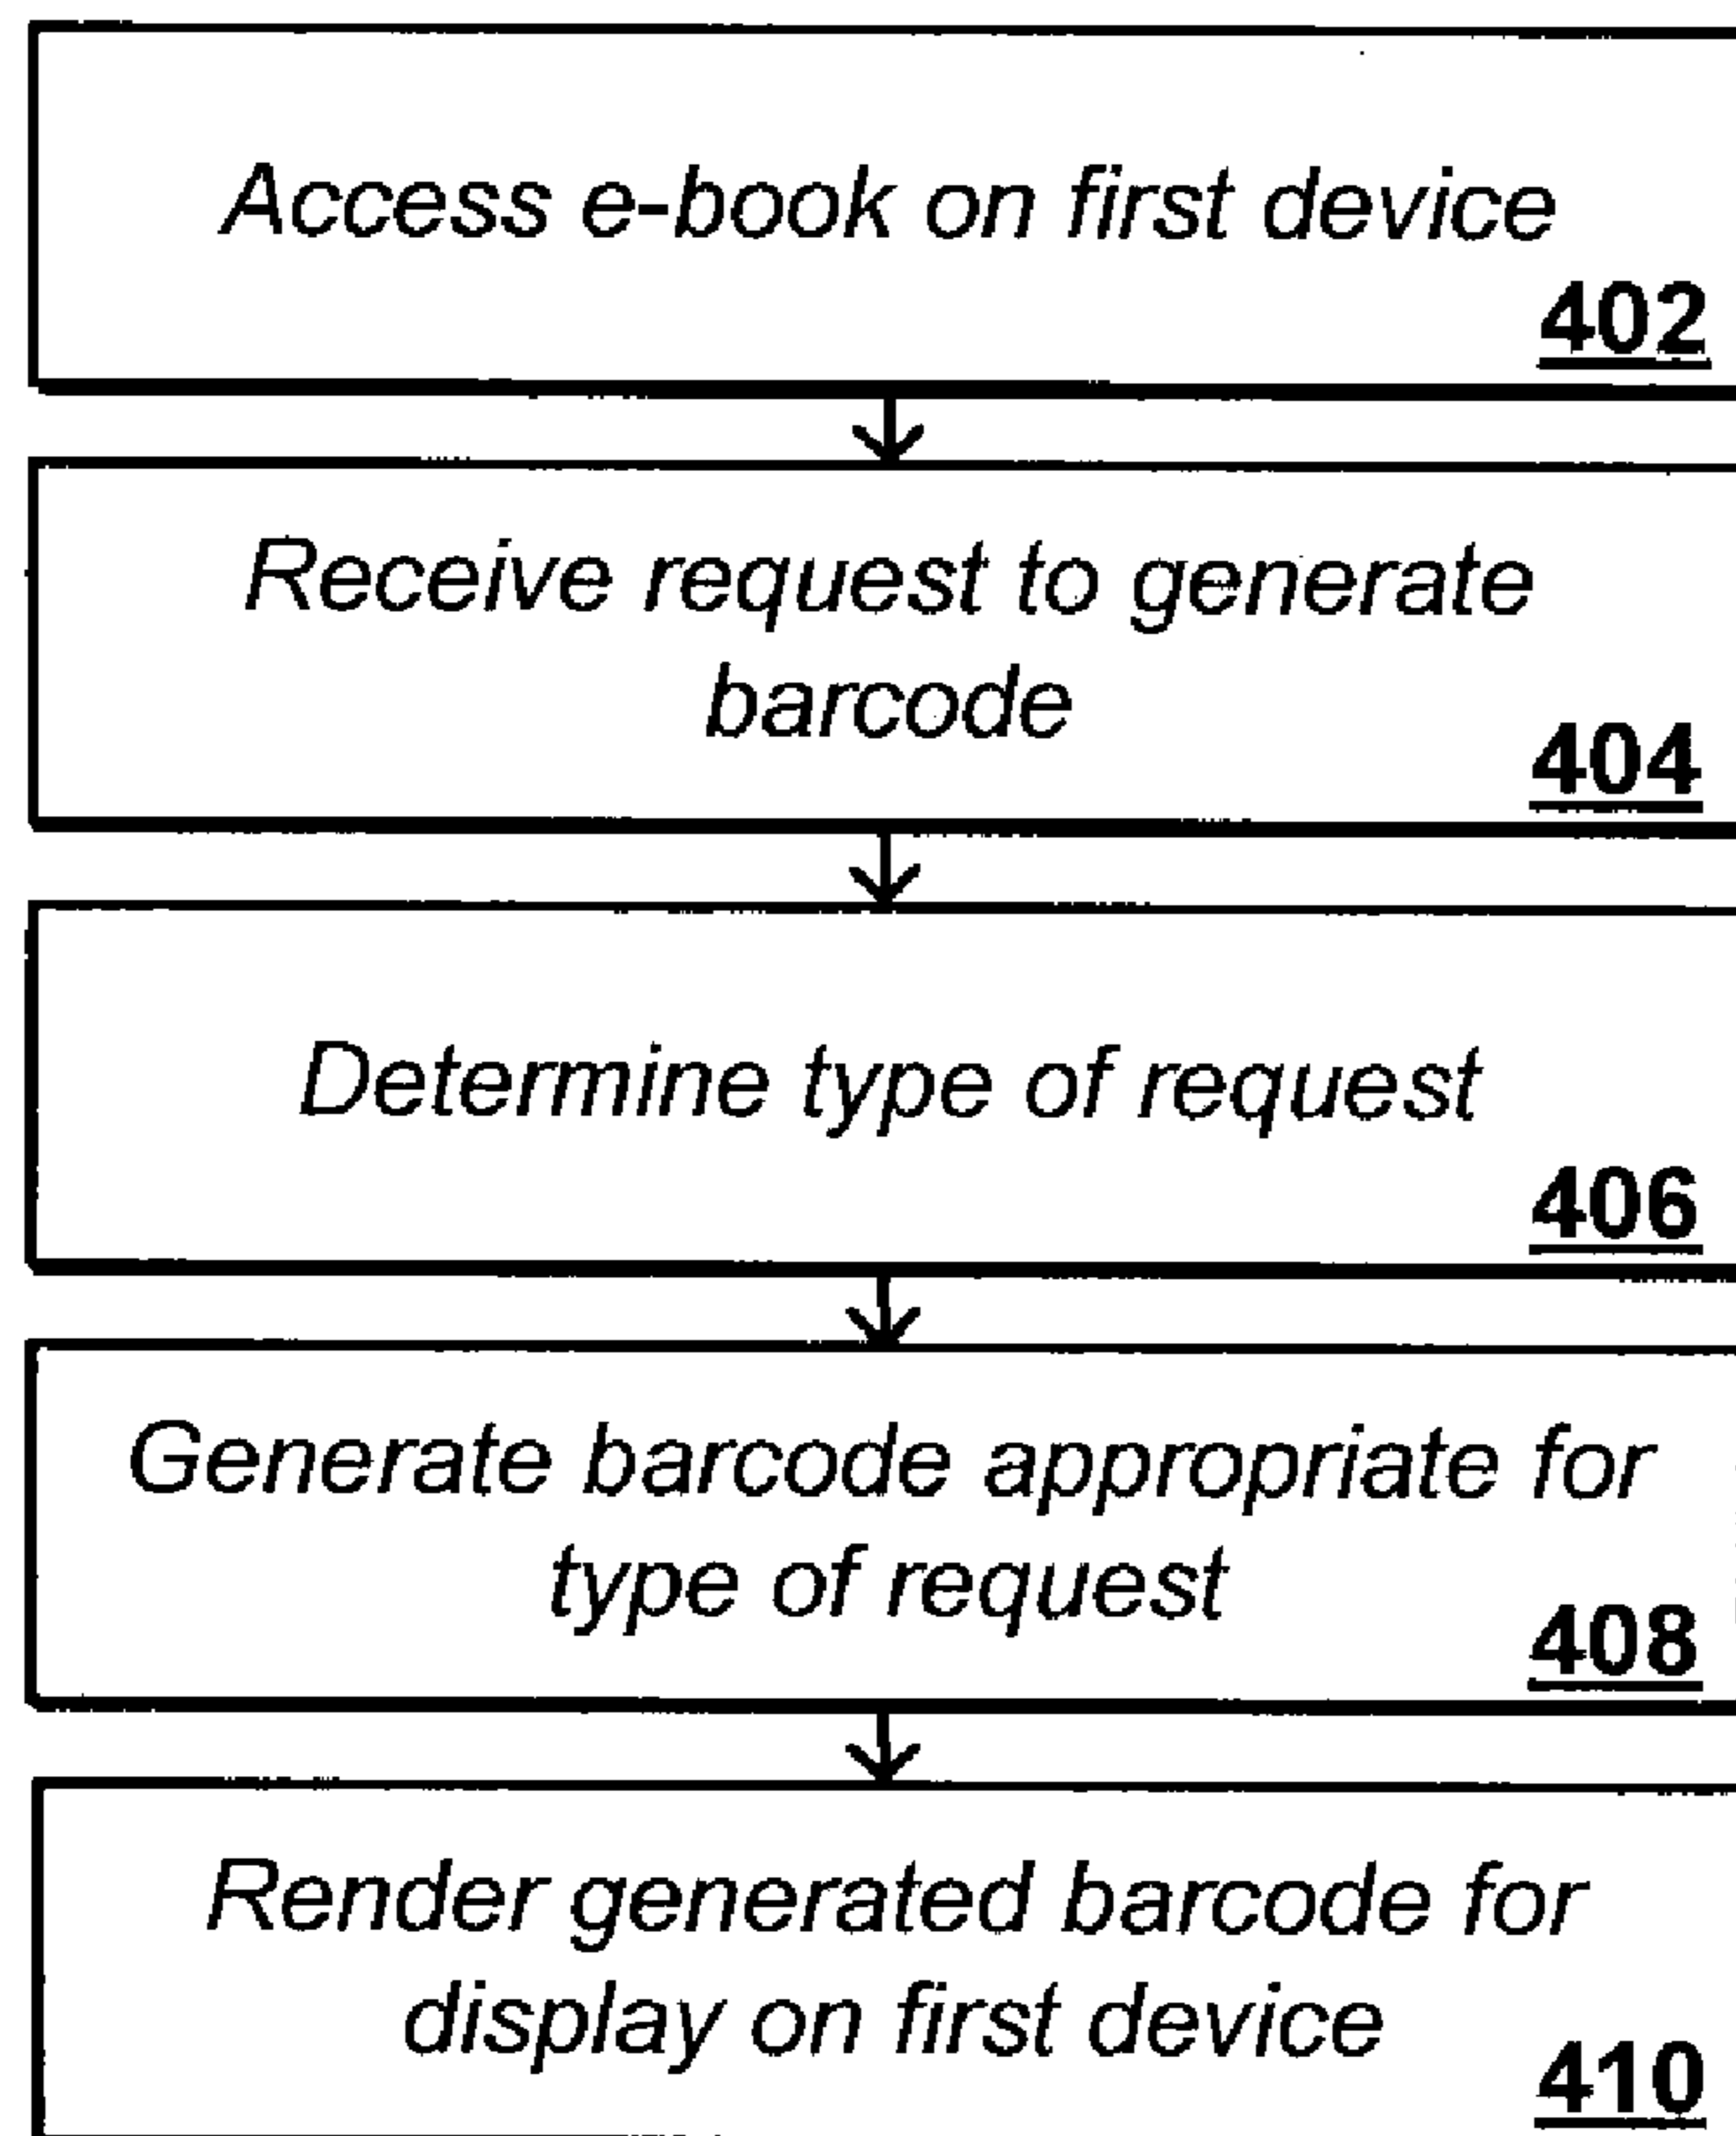 Access e-book on first device
402
Receive request to generate
barcode
404
Determine type of request
406
Generate barcode appropriate for
type of request
408
Render generated barcode for
display on first device
410